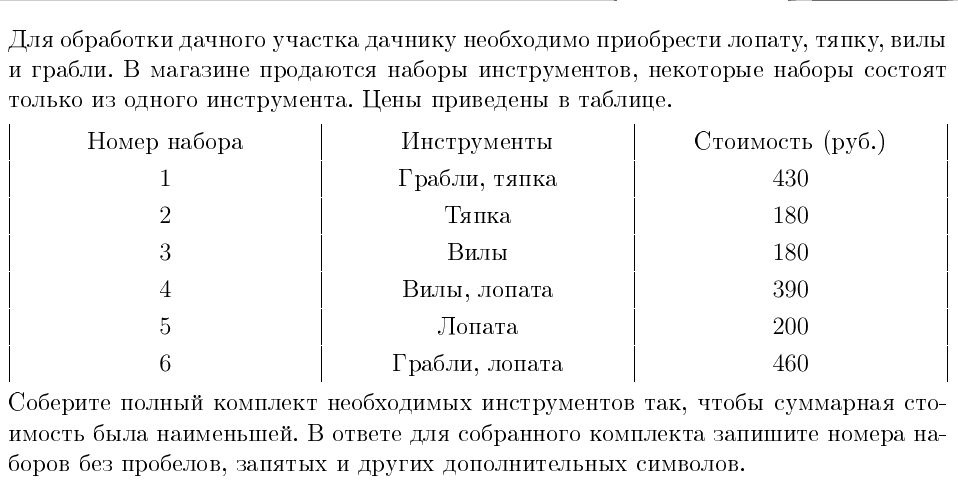 Для обработки дачного участка дачнику необходимо приобрести лопату, тяпку, вилы
и грабли. В магазине продаются наборы инструментов, некоторые наборы состоят
только из одного инструмента. Цены приведены в таблице.
Номер набора Инструменты Стоимость (руб.)
1 Грабли, тяпка 430
2 Тяпка 180
3 Вилы 180
4 Вилы, лопата 390
5 Лопата 200
6 Грабли, лопата 460
Соберите полный комплект необходимых инструментов так, чтобы суммарная сто-
имость была наименьшей. В ответе для собранного комплекта запишите номера на-
боров без пробелов, запятых и других дополнительных символов.